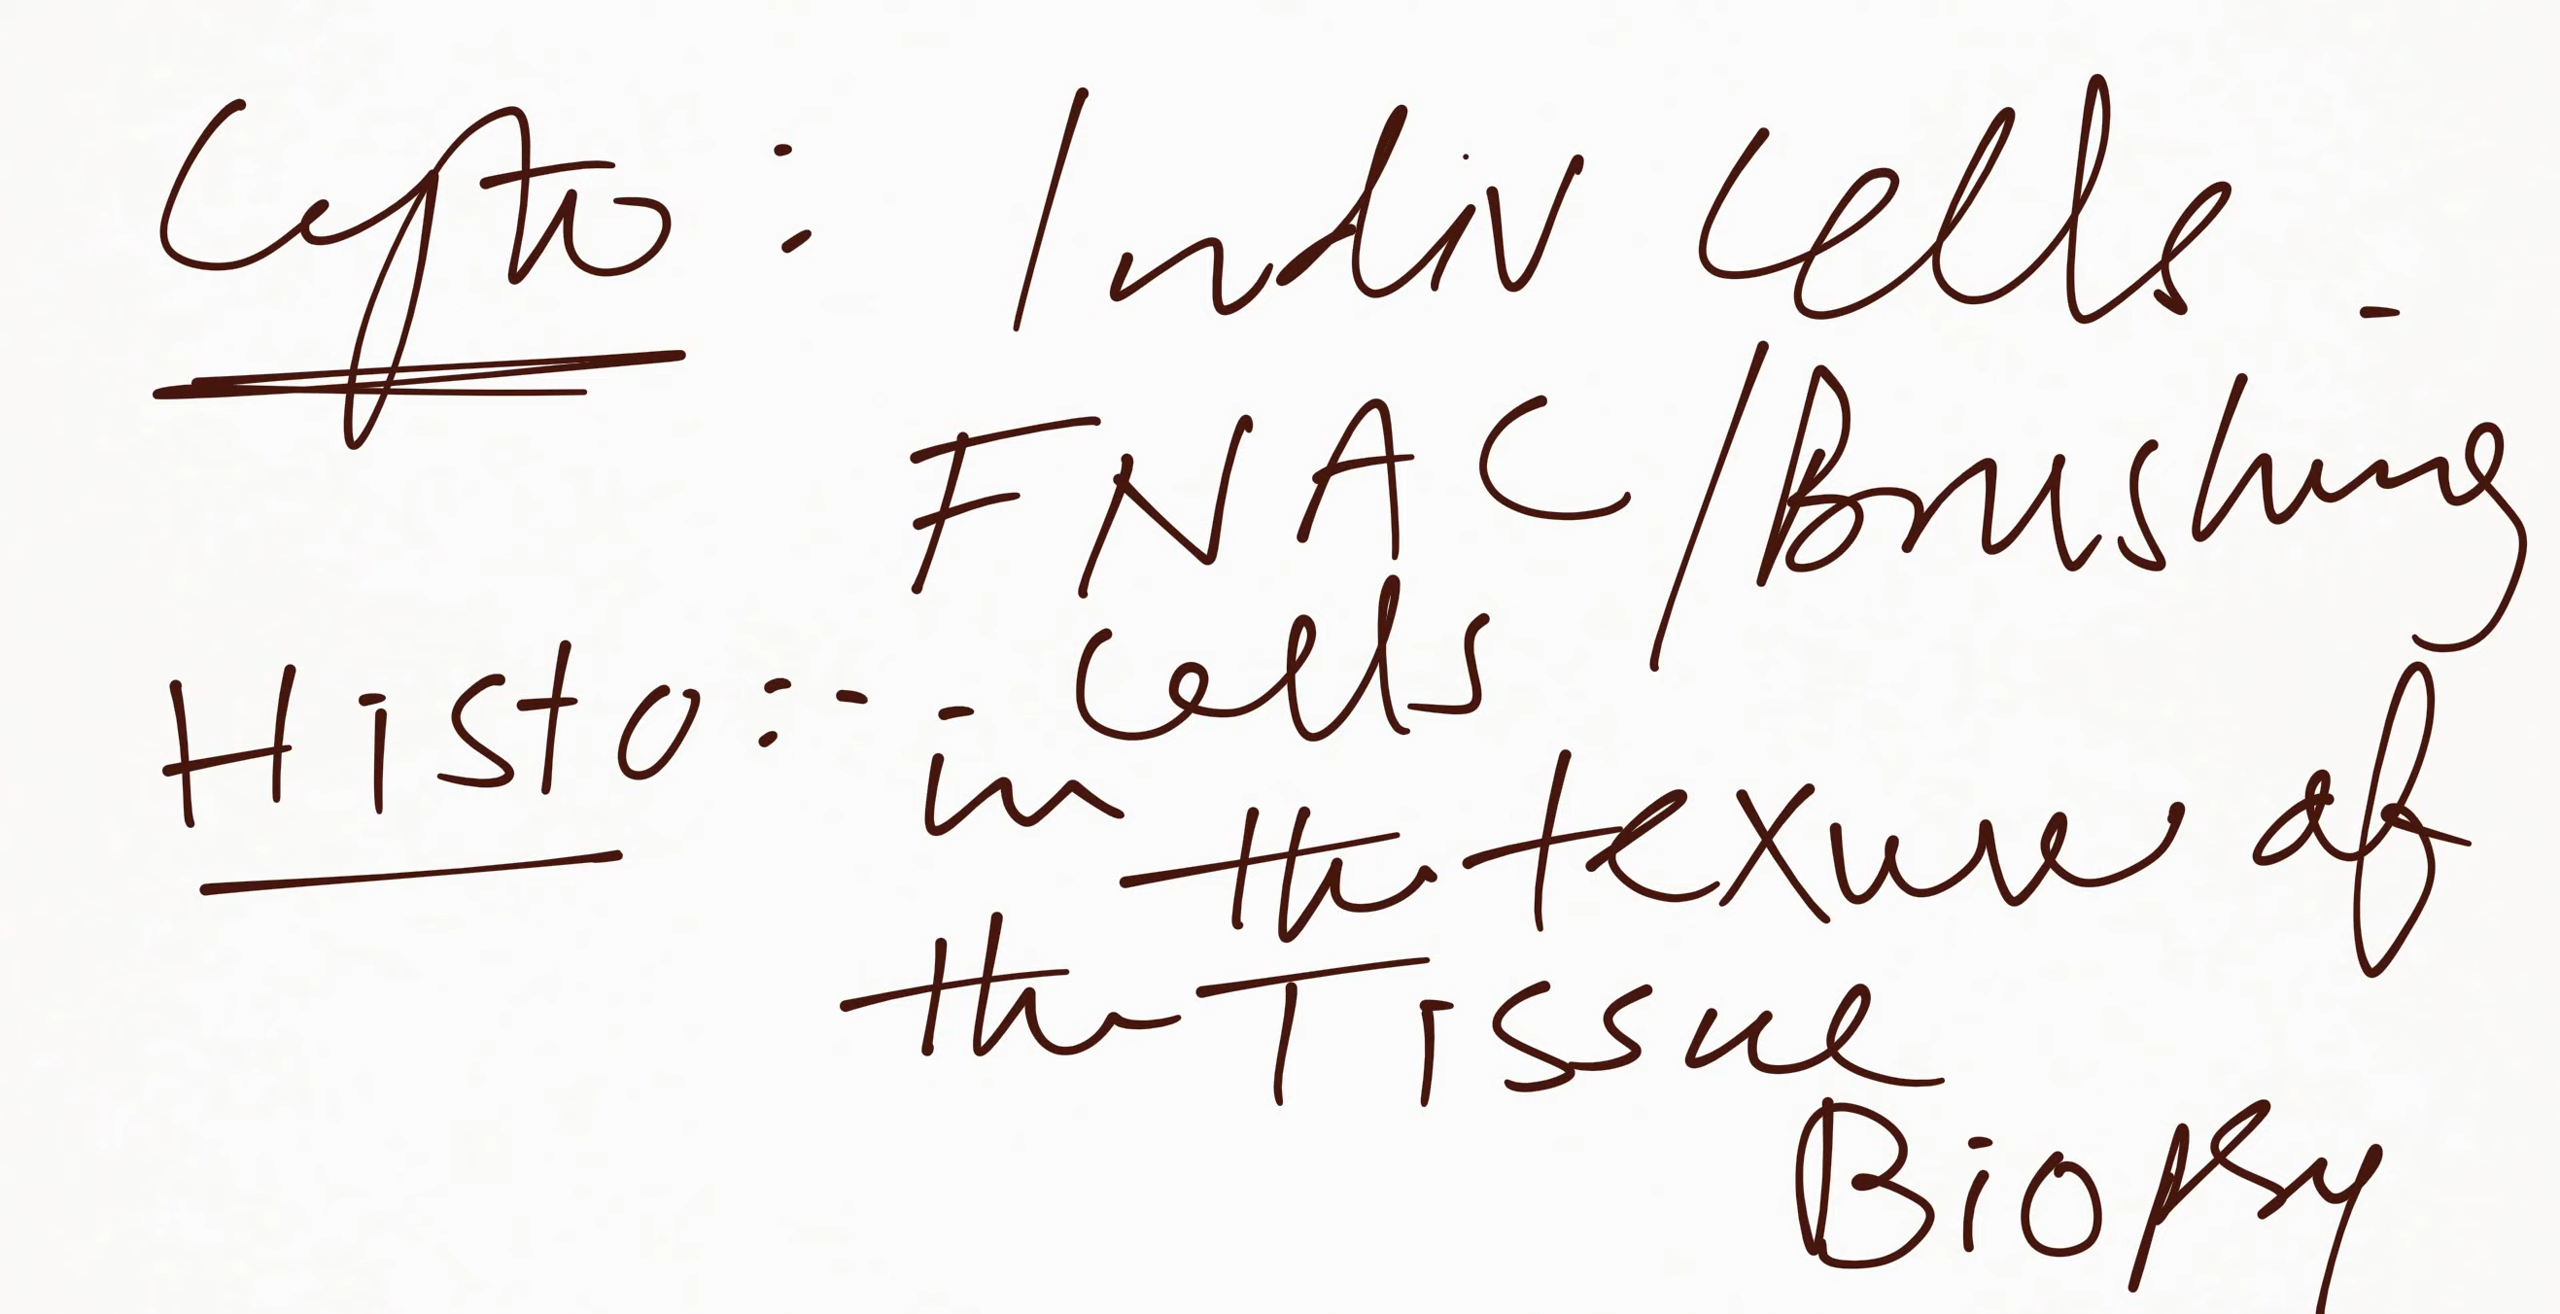 Cyto : Indiv Cells -
FNAC / Brushing
Histo :- - Cells
in the texure of
the Tissue
Biopsy